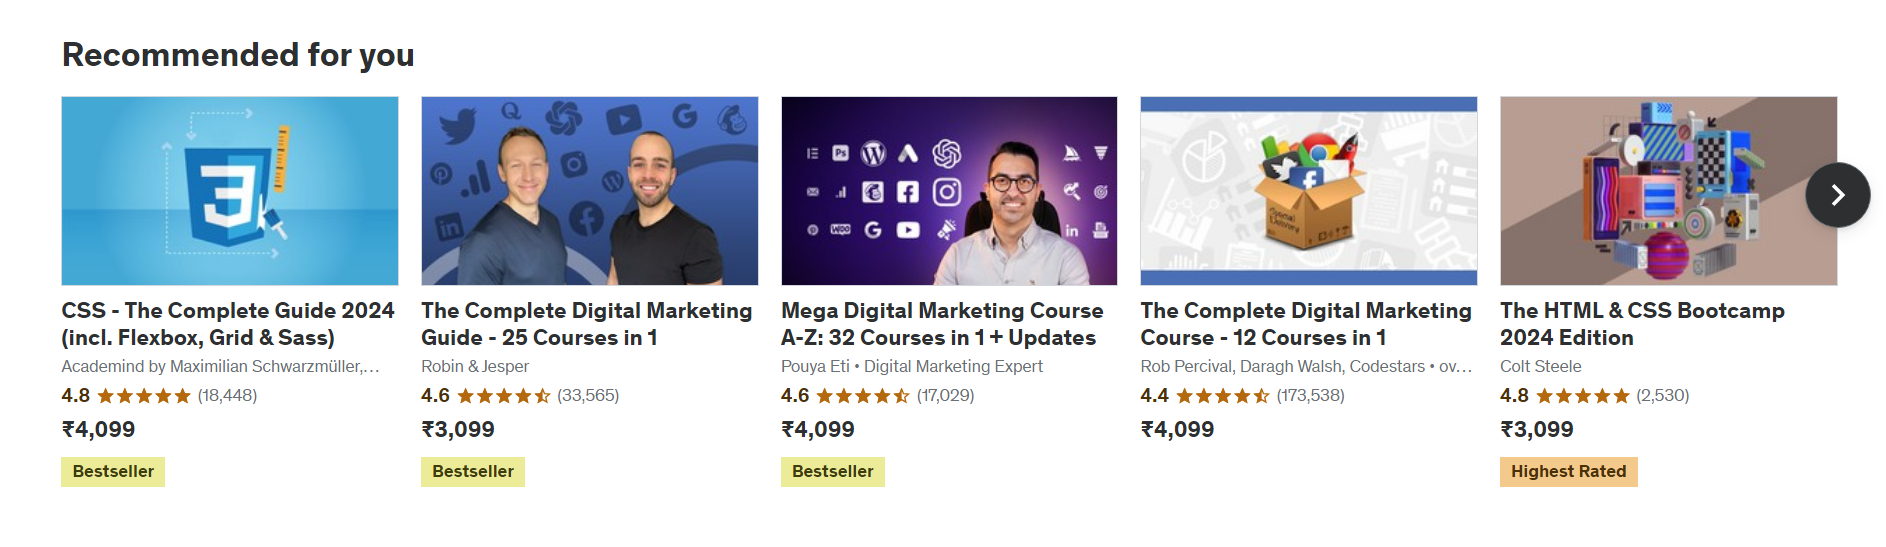 Recommended for you
CSS - The Complete Guide 2024
(incl. Flexbox, Grid & Sass)
Academind by Maximilian Schwarzmüller,...
4.8 (18,448)
₹4,099
Bestseller
The Complete Digital Marketing
Guide - 25 Courses in 1
Robin & Jesper
4.6 (33,565)
₹3,099
Bestseller
Ps
WOO
in
Mega Digital Marketing Course
A-Z: 32 Courses in 1 + Updates
Pouya Eti • Digital Marketing Expert
4.6 (17,029)
₹4,099
Bestseller
The Complete Digital Marketing
Course - 12 Courses in 1
Rob Percival, Daragh Walsh, Codestars • ov...
4.4 (173,538)
₹4,099
The HTML & CSS Bootcamp
2024 Edition
Colt Steele
4.8 (2,530)
₹3,099
Highest Rated